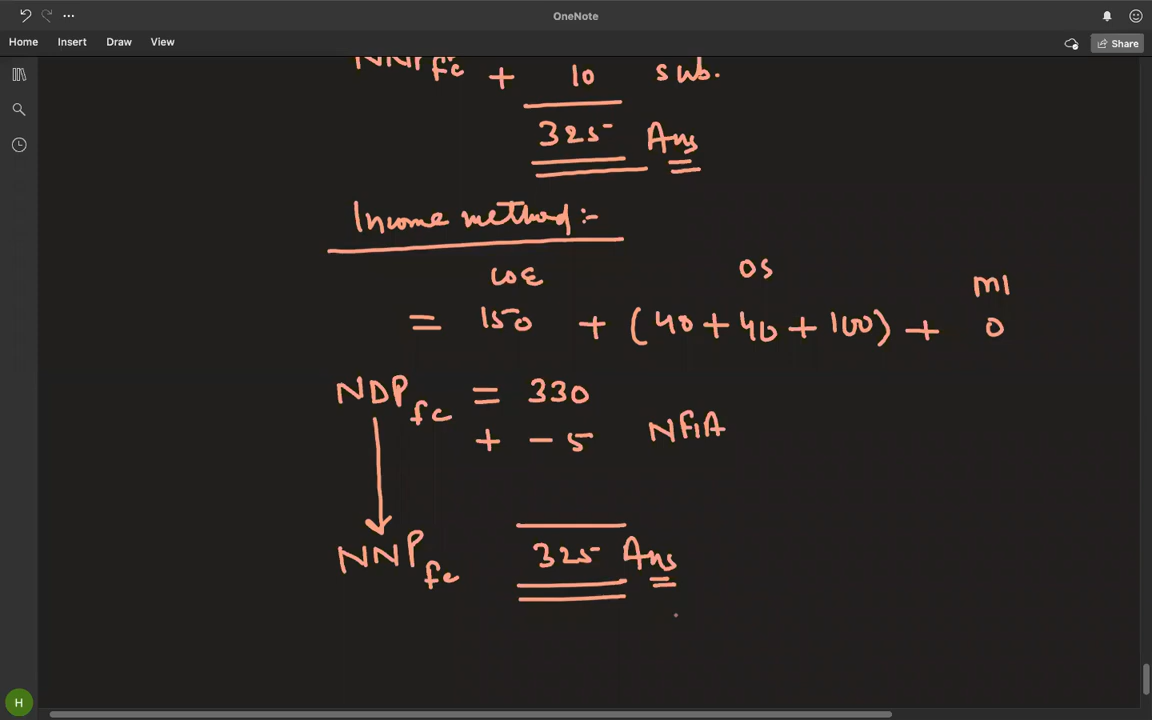 OneNote
Home Insert Draw View
Share
NNP fc + 10 sub.
325 Ans
Income method :-
COE OS MI
= 150 + (40 + 40 + 100) + 0
NDP fc = 330
+ - 5 NFIA
NNP fc 325 Ans
H